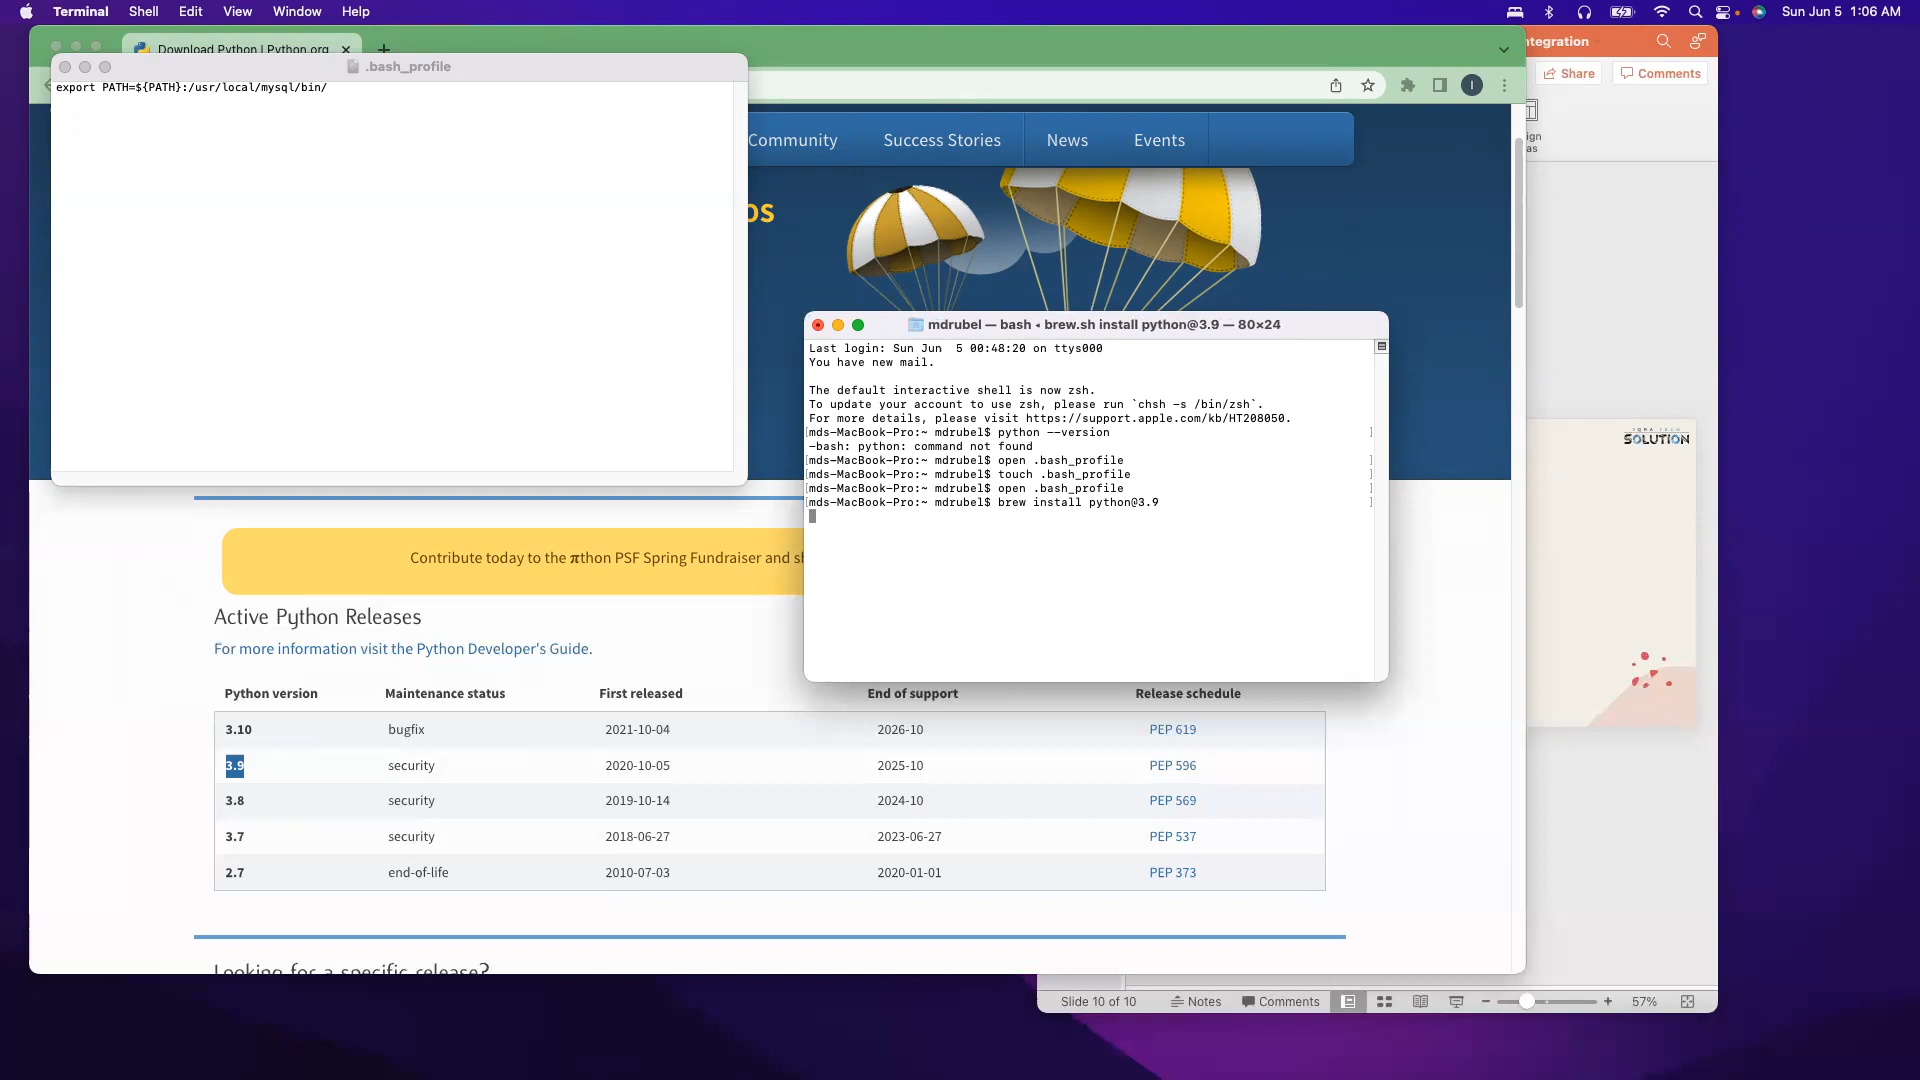 Terminal Shell Edit View Window Help
Sun Jun 5 1:06 AM
Download Python | Python.org
ntegration
.bash_profile
export PATH=${PATH}:/usr/local/mysql/bin/
Share
Comments
I
Community
Success Stories
News
Events
ign
as
os
mdrubel — bash ◂ brew.sh install python@3.9 — 80×24
Last login: Sun Jun  5 00:48:20 on ttys000
You have new mail.
The default interactive shell is now zsh.
To update your account to use zsh, please run `chsh -s /bin/zsh`.
For more details, please visit https://support.apple.com/kb/HT208050.
[mds-MacBook-Pro:~ mdrubel$ python --version ]
-bash: python: command not found
[mds-MacBook-Pro:~ mdrubel$ open .bash_profile ]
[mds-MacBook-Pro:~ mdrubel$ touch .bash_profile ]
[mds-MacBook-Pro:~ mdrubel$ open .bash_profile ]
[mds-MacBook-Pro:~ mdrubel$ brew install python@3.9 ]
IQRA TECH
SOLUTION
Contribute today to the πthon PSF Spring Fundraiser and s
Active Python Releases
For more information visit the Python Developer's Guide.
Python version Maintenance status First released End of support Release schedule
3.10 bugfix 2021-10-04 2026-10 PEP 619
3.9 security 2020-10-05 2025-10 PEP 596
3.8 security 2019-10-14 2024-10 PEP 569
3.7 security 2018-06-27 2023-06-27 PEP 537
2.7 end-of-life 2010-07-03 2020-01-01 PEP 373
Looking for a specific release?
Slide 10 of 10 Notes Comments 57%